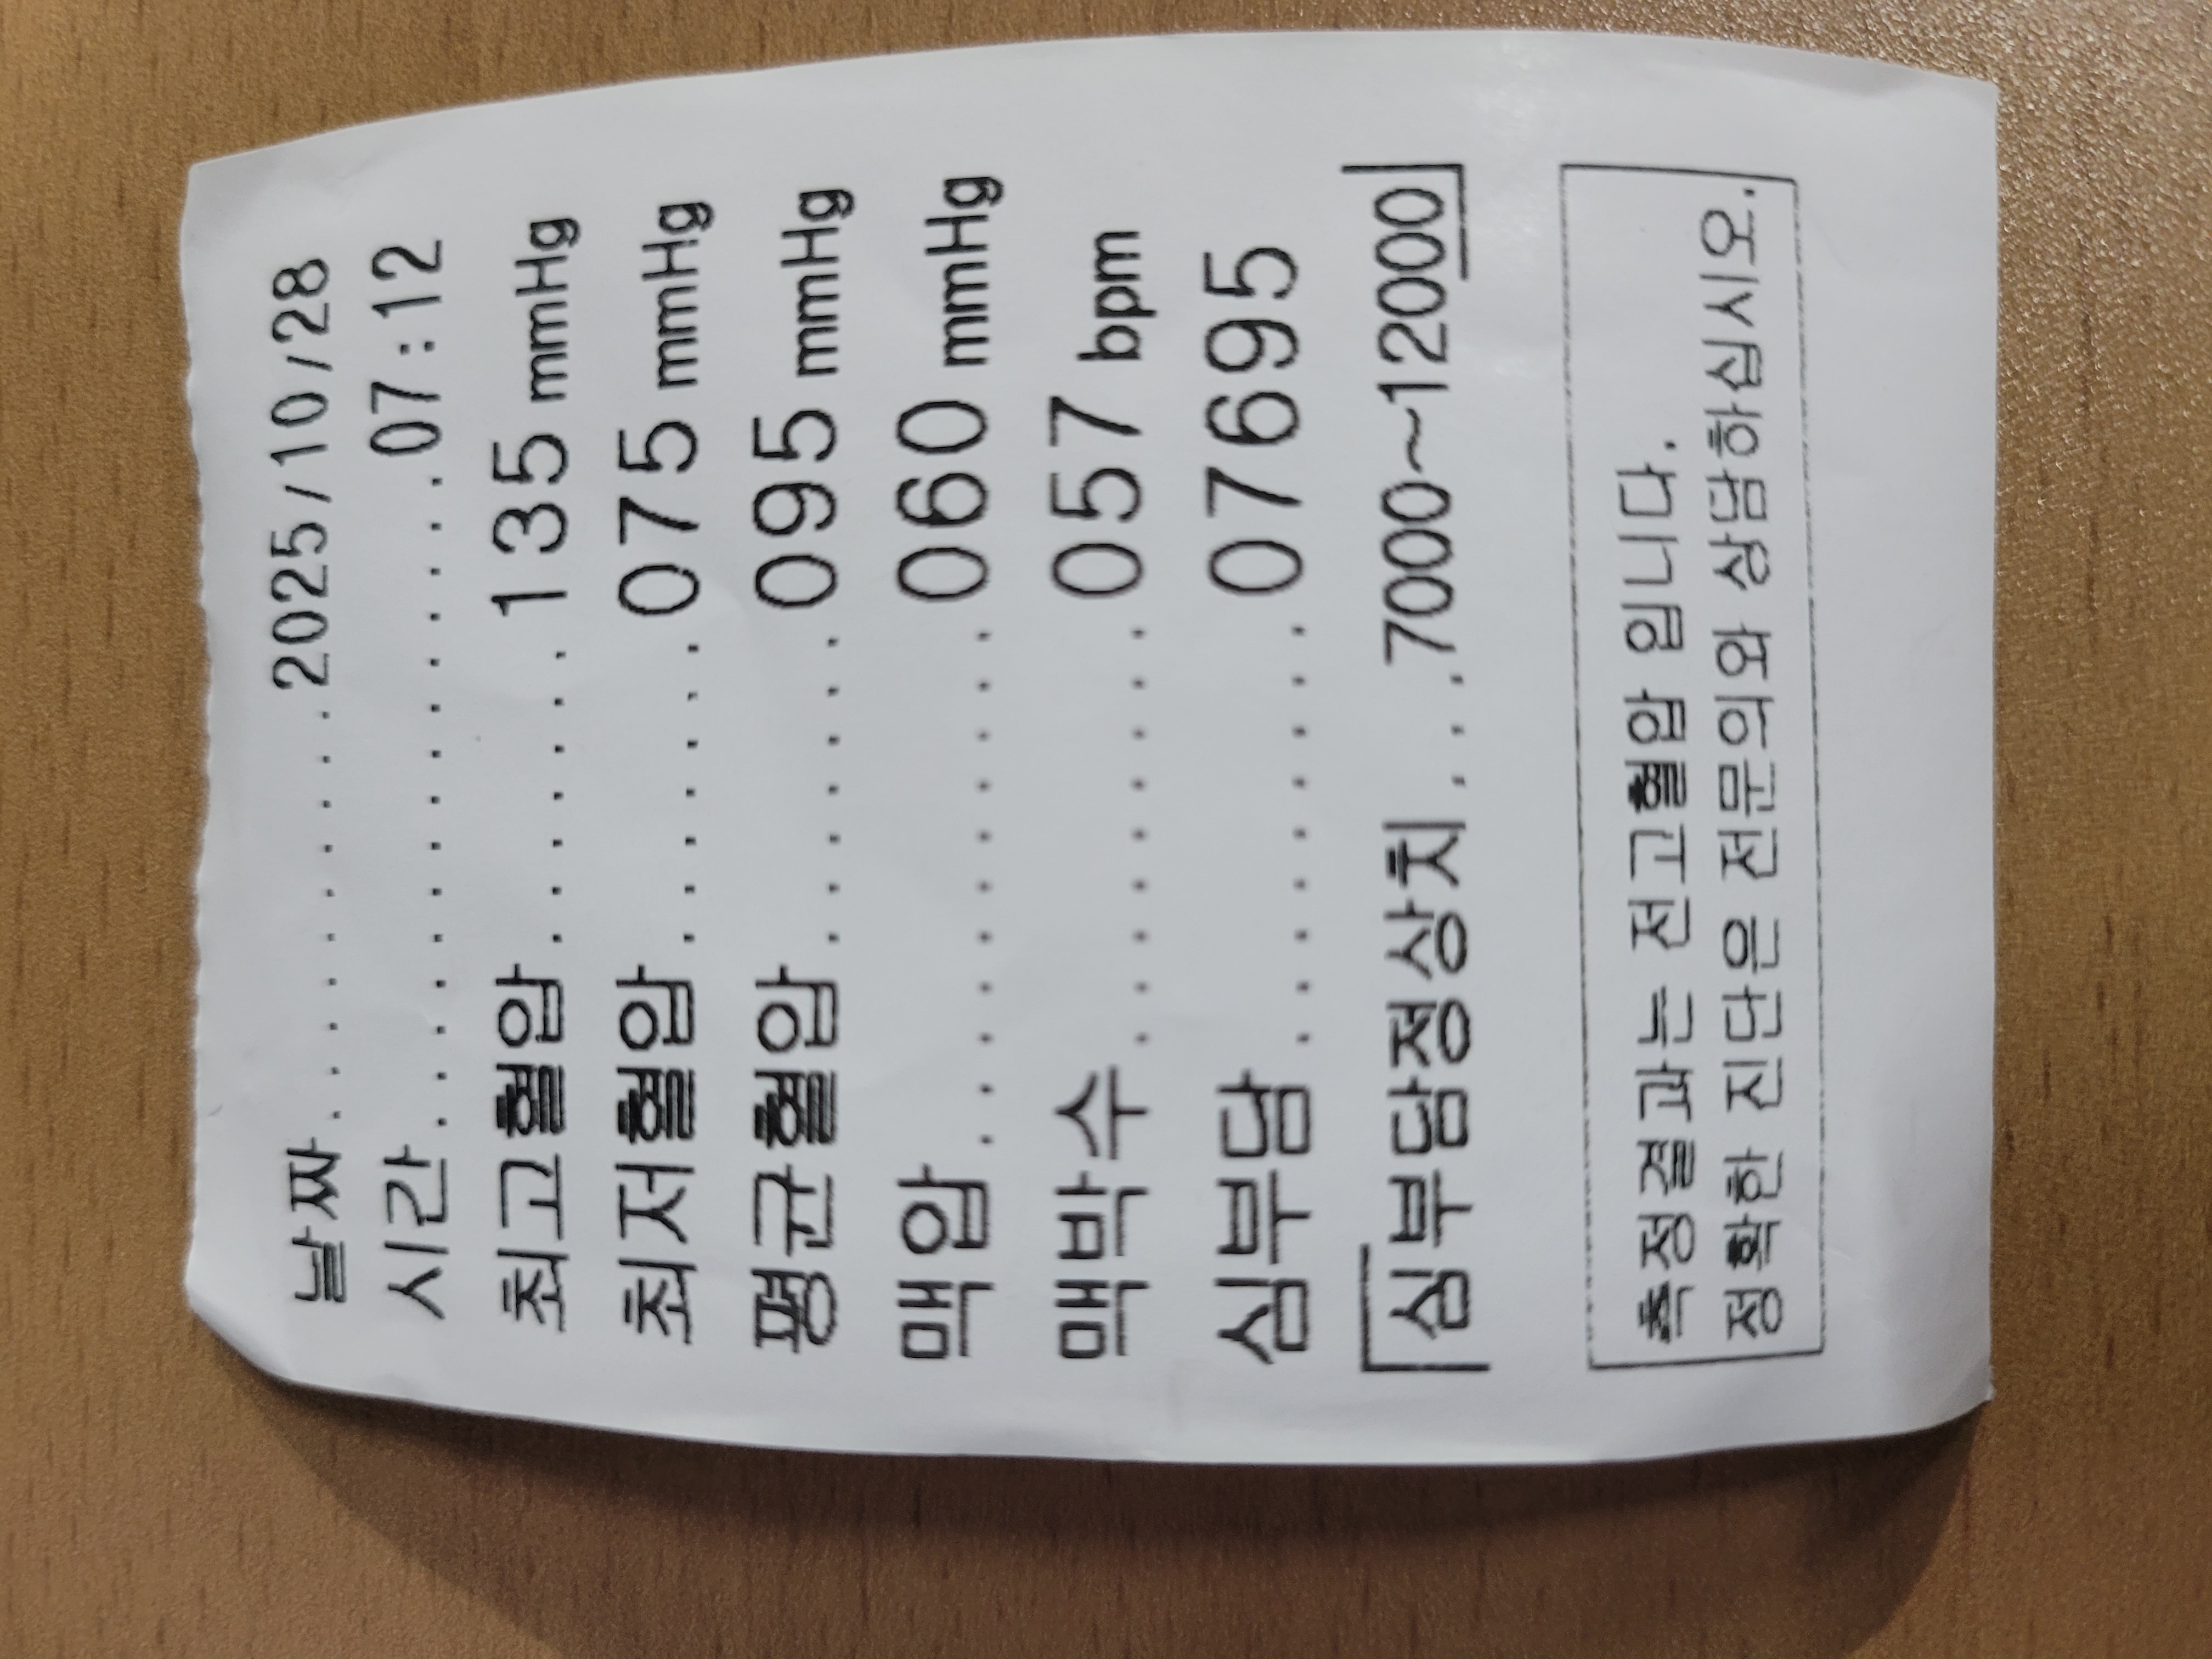 날짜..........2025/10/28
시간..............07:12
최고혈압.......135 mmHg
최저혈압.......075 mmHg
평균혈압.......095 mmHg
맥압...........060 mmHg
맥박수.........057 bpm
심부담.........07695
심부담정상치...7000~12000
측정결과는 전고혈압 입니다.
정확한 진단은 전문의와 상담하십시오.